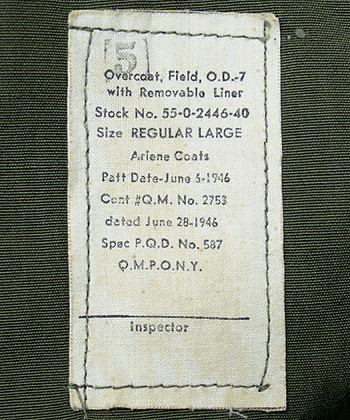 5
Overcoat, Field, O.D.-7
with Removable Liner
Stock No. 55-0-2446-40
Size REGULAR LARGE
Ariene Coats
Patt Date-June 5-1946
Cont #Q.M. No. 2753
dated June 28-1946
Spec P.Q.D. No. 587
Q.M.P.O.N.Y.
Inspector